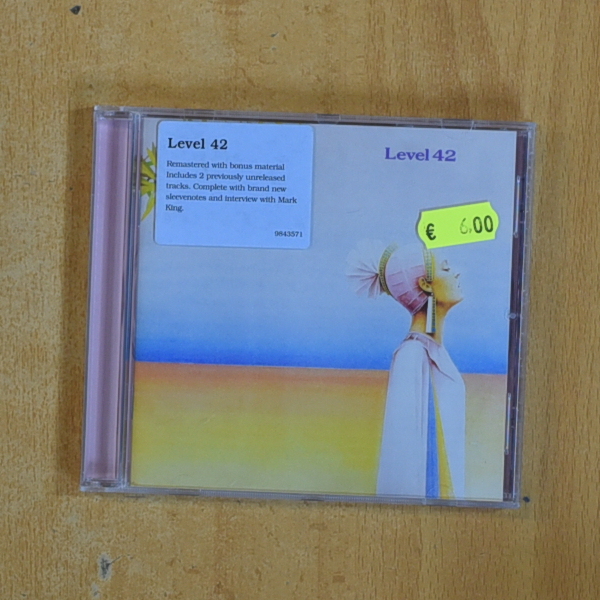 Level 42
Remastered with bonus material
Includes 2 previously unreleased
tracks. Complete with brand new
sleevenotes and interview with Mark
King.
9843571
Level 42
€ 6,00